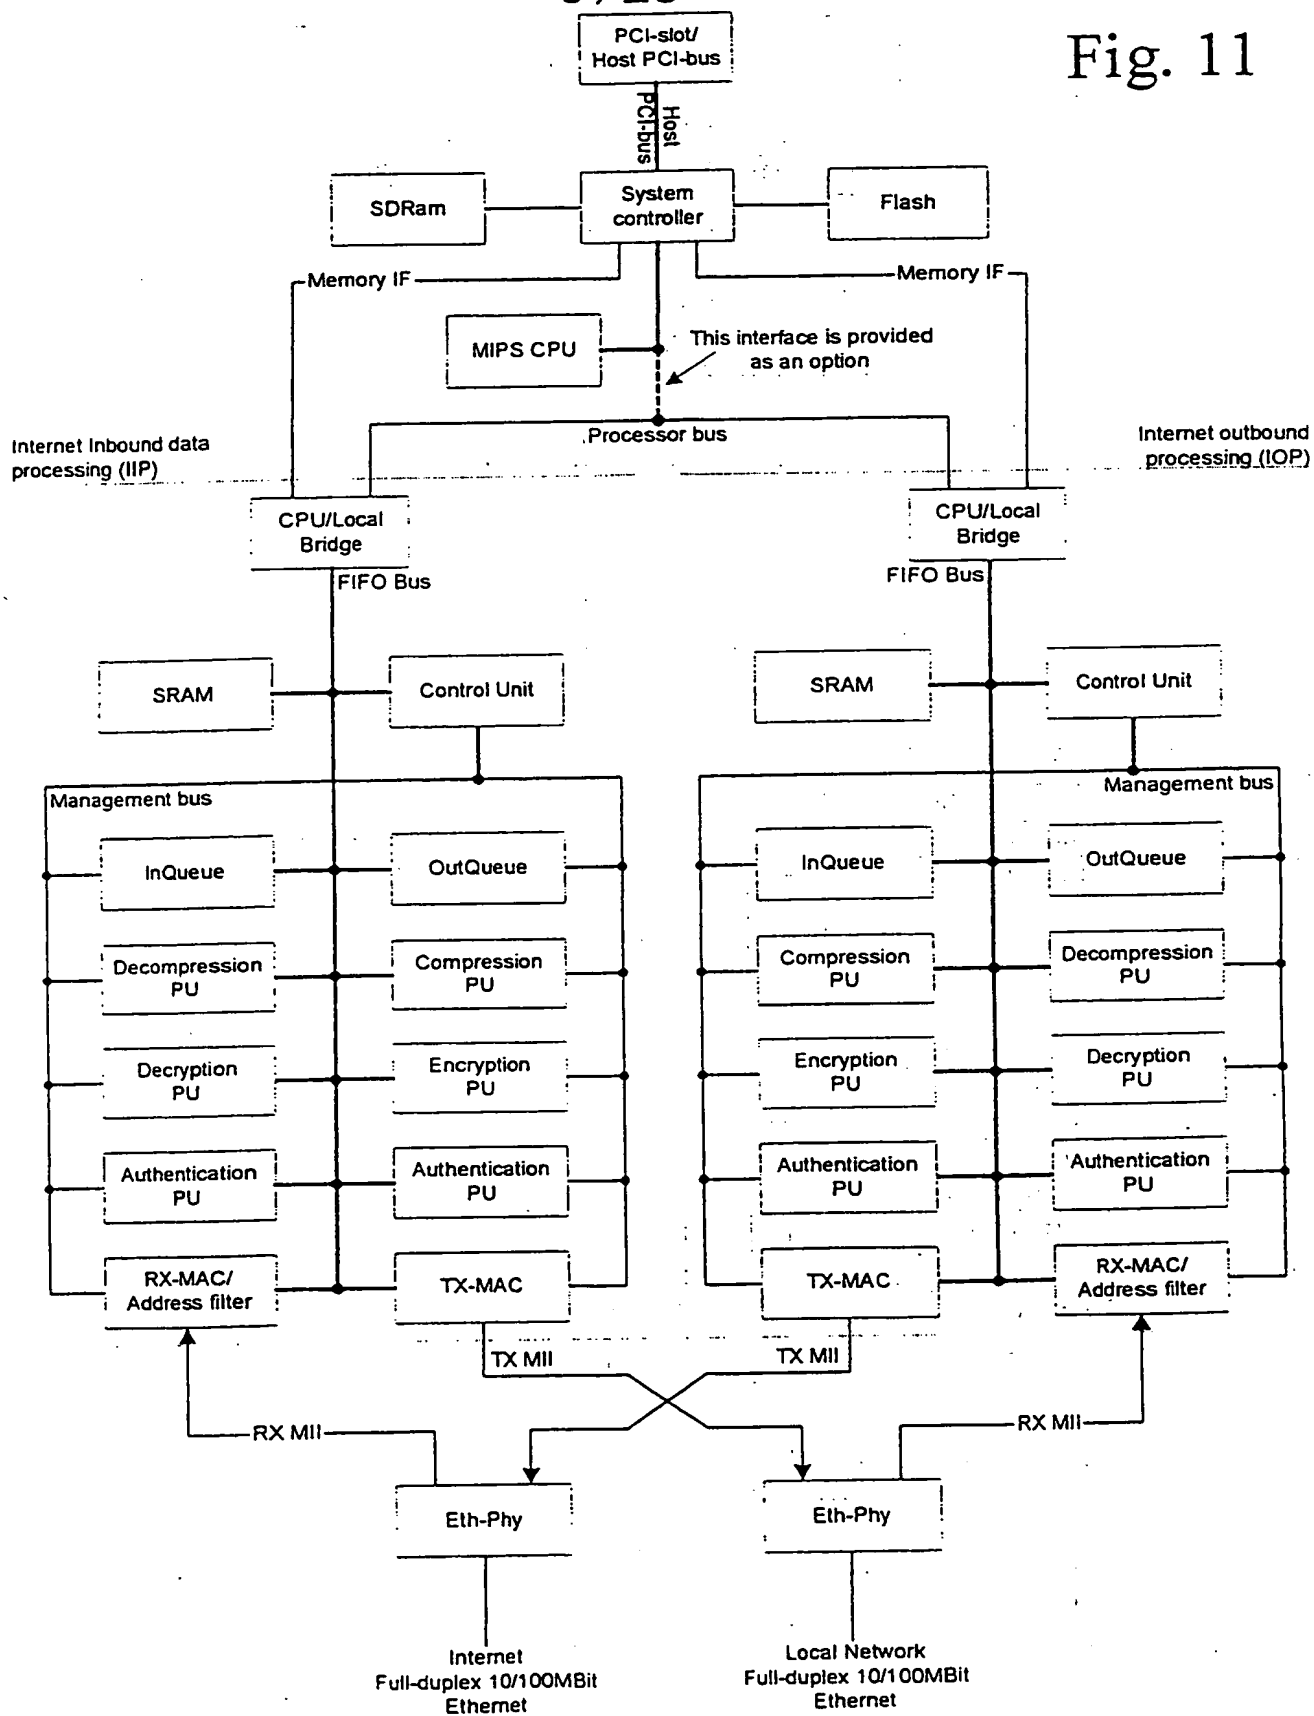 Fig. 11
PCI-slot/
Host PCI-bus
Host
PCI-bus
SDRam
System
controller
Flash
Memory IF
Memory IF
MIPS CPU
This interface is provided
as an option
Processor bus
Internet Inbound data
processing (IIP)
Internet outbound
processing (IOP)
CPU/Local
Bridge
CPU/Local
Bridge
FIFO Bus
FIFO Bus
SRAM
Control Unit
SRAM
Control Unit
Management bus
Management bus
InQueue
OutQueue
InQueue
OutQueue
Decompression
PU
Compression
PU
Compression
PU
Decompression
PU
Decryption
PU
Encryption
PU
Encryption
PU
Decryption
PU
Authentication
PU
Authentication
PU
Authentication
PU
Authentication
PU
RX-MAC/
Address filter
TX-MAC
TX-MAC
RX-MAC/
Address filter
TX MII
TX MII
RX MII
RX MII
Eth-Phy
Eth-Phy
Internet
Full-duplex 10/100MBit
Ethernet
Local Network
Full-duplex 10/100MBit
Ethernet